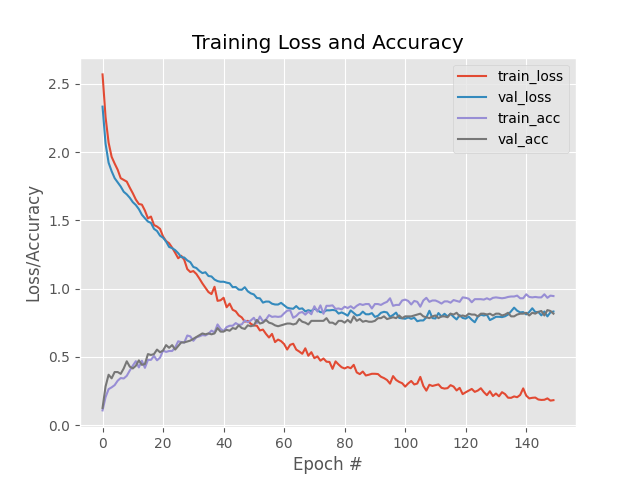 Training Loss and Accuracy
train_loss
val_loss
train_acc
val_acc
Loss/Accuracy
2.5
2.0
1.5
1.0
0.5
0.0
0 20 40 60 80 100 120 140
Epoch #